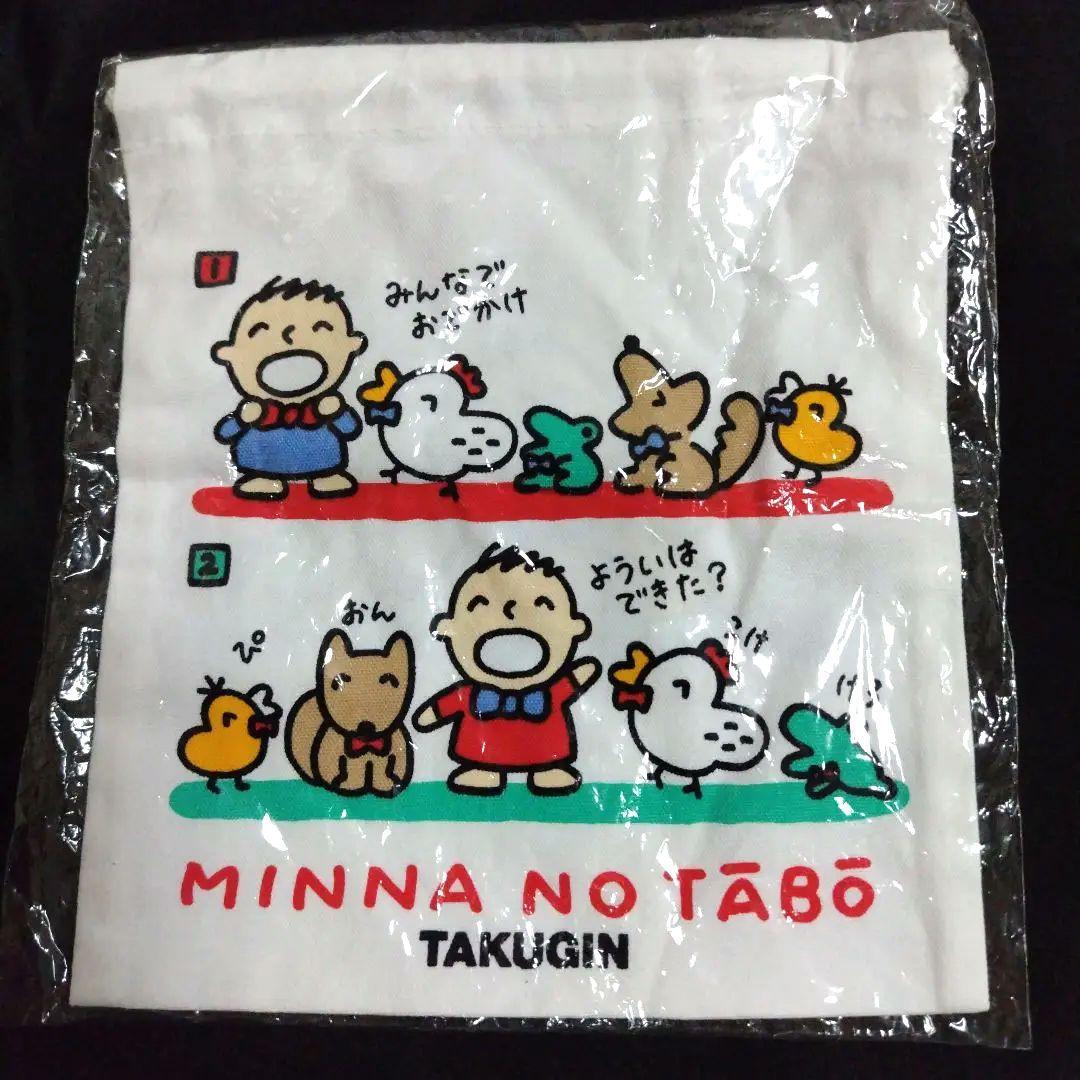 1
みんなで
おでかけ
2
ようい は
できた?
おん
ぴ
MINNA NO TĀBŌ
TAKUGIN